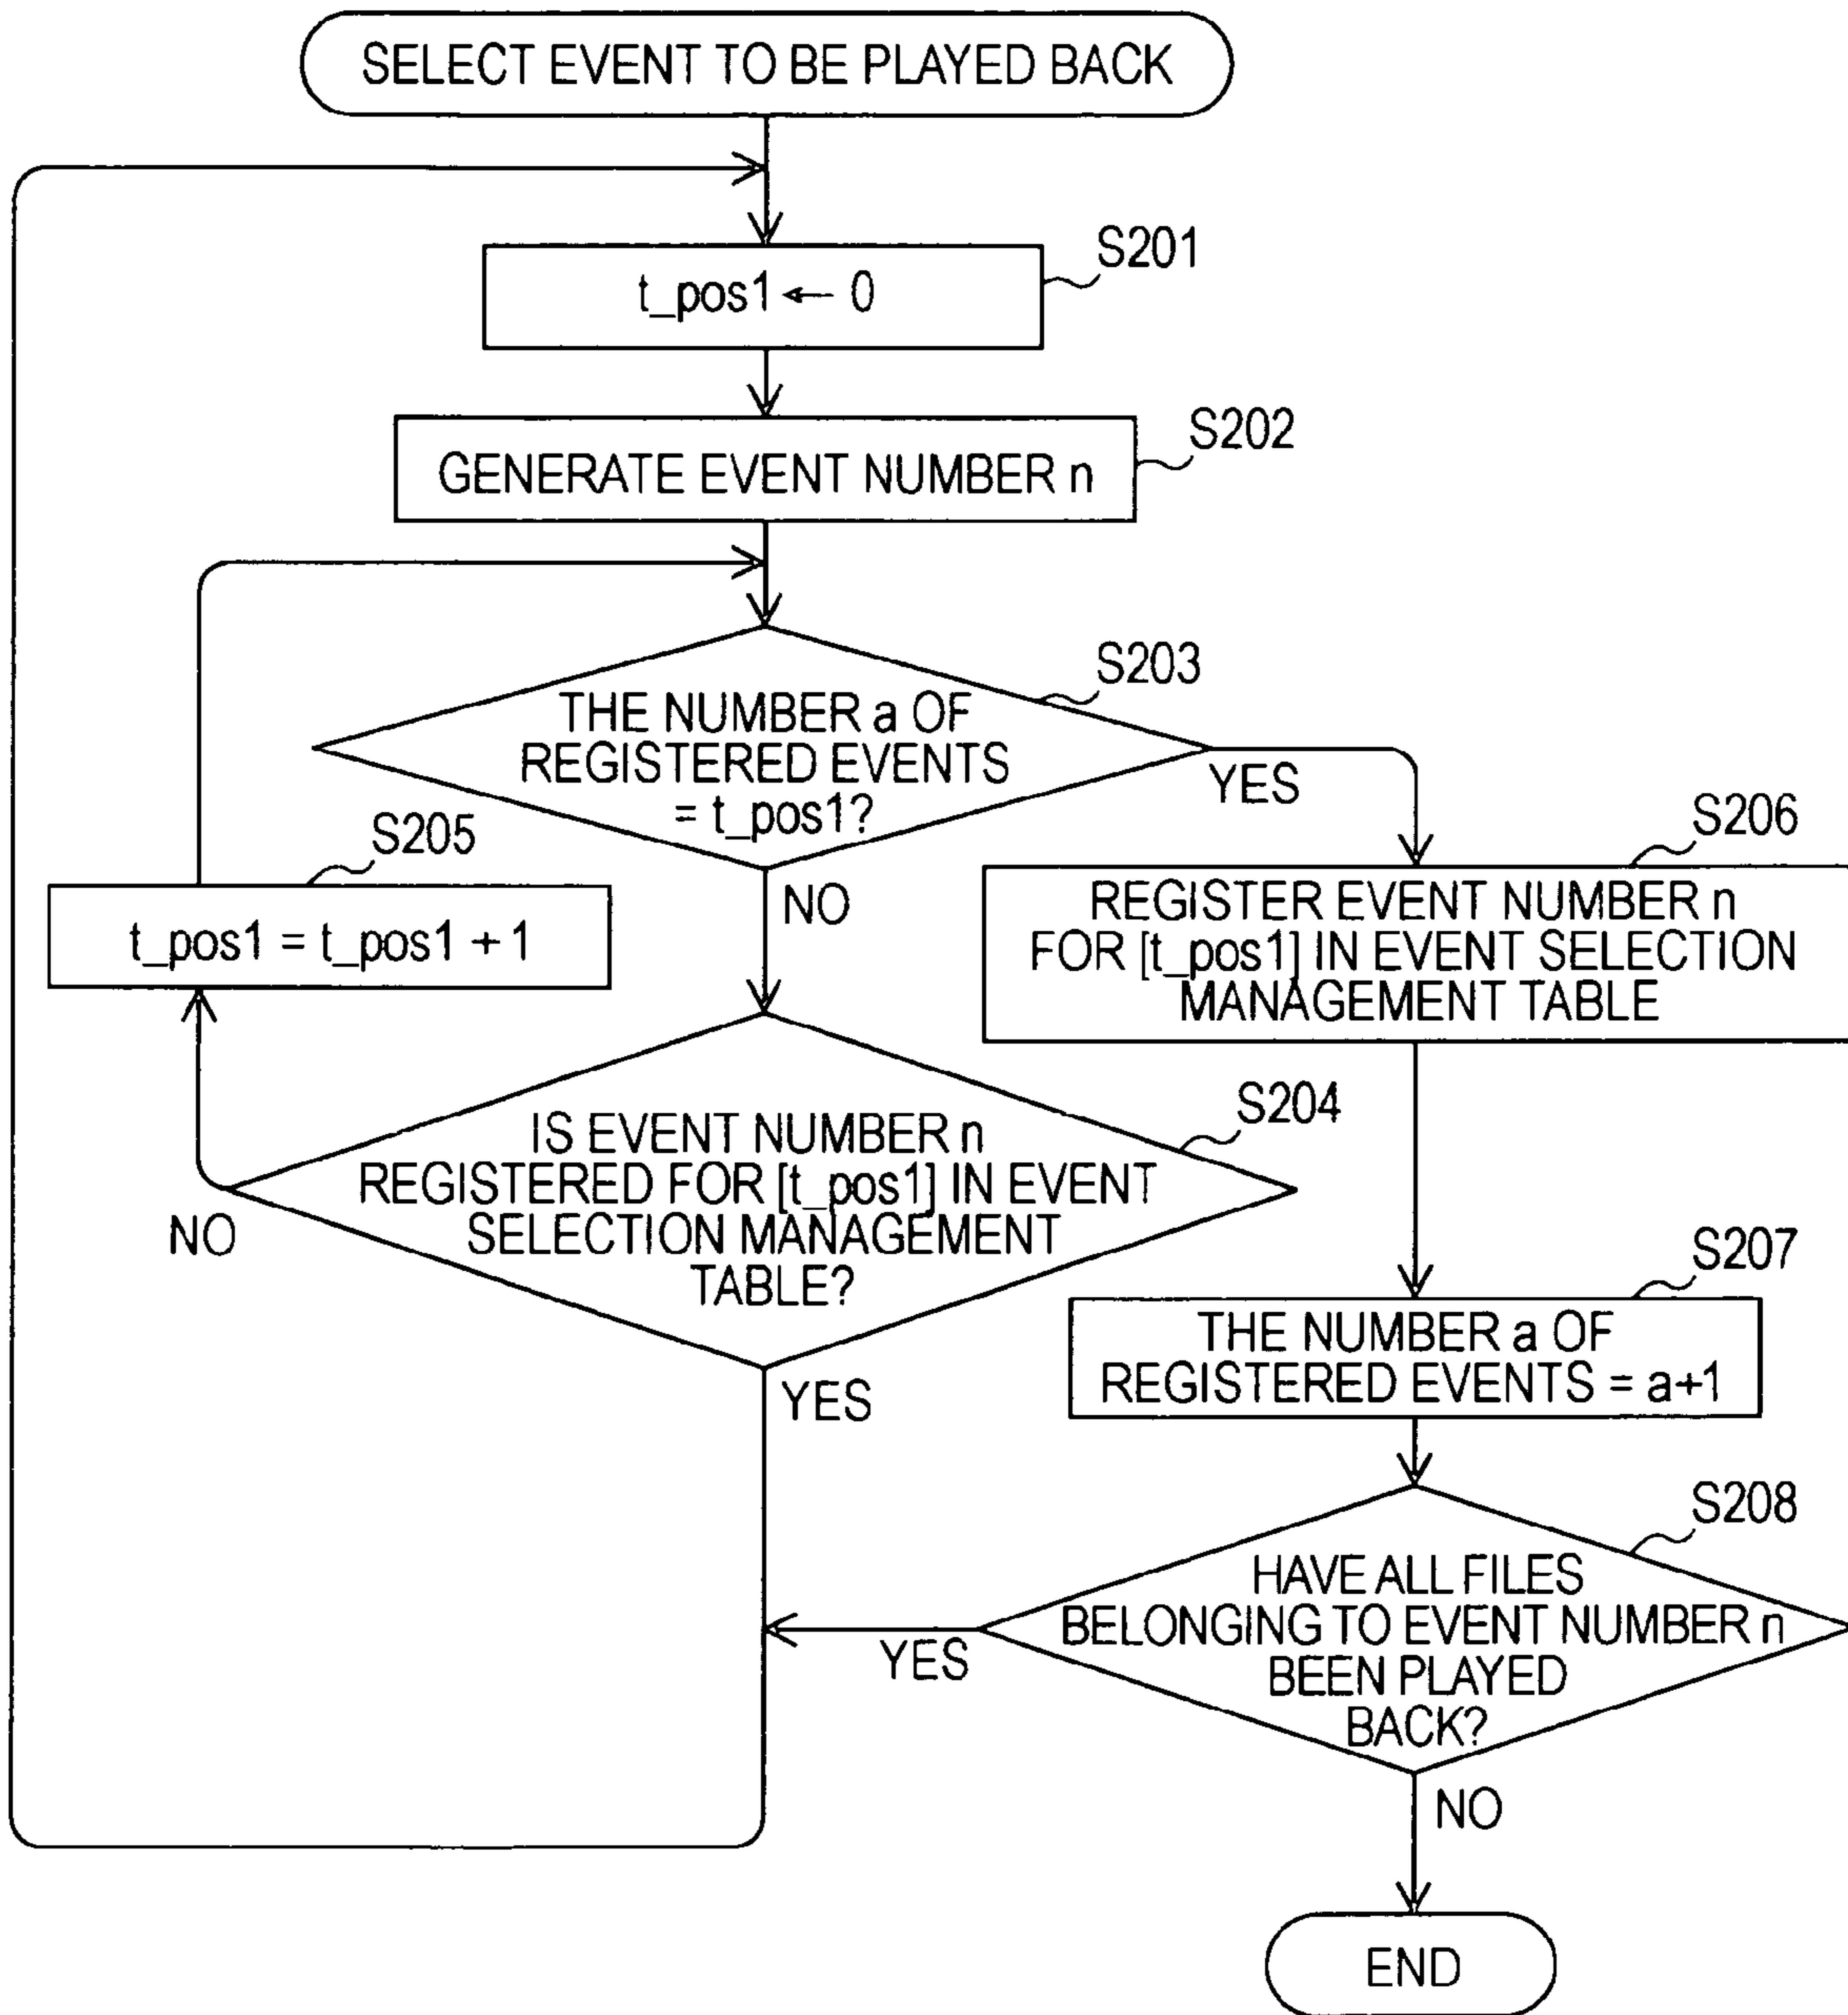 SELECT EVENT TO BE PLAYED BACK
S201
t_pos1 ← 0
S202
GENERATE EVENT NUMBER n
S203
THE NUMBER a OF
REGISTERED EVENTS
= t_pos1?
YES
NO
S205
t_pos1 = t_pos1 + 1
S206
REGISTER EVENT NUMBER n
FOR [t_pos1] IN EVENT SELECTION
MANAGEMENT TABLE
S204
IS EVENT NUMBER n
REGISTERED FOR [t_pos1] IN EVENT
SELECTION MANAGEMENT
TABLE?
NO
YES
S207
THE NUMBER a OF
REGISTERED EVENTS = a+1
S208
HAVE ALL FILES
BELONGING TO EVENT NUMBER n
BEEN PLAYED
BACK?
YES
NO
END